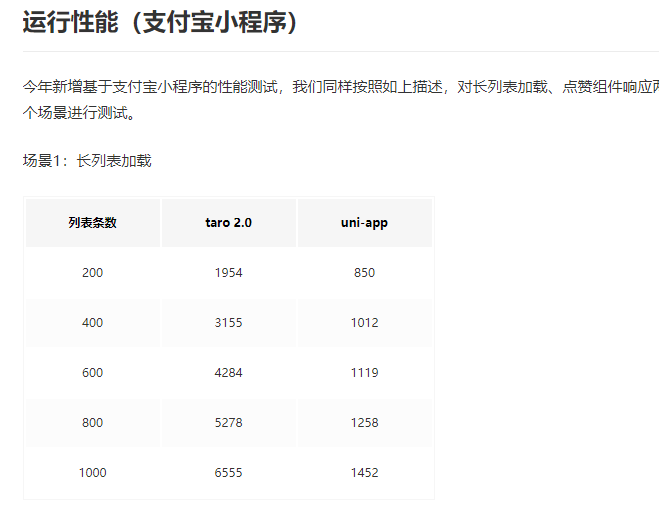 运行性能（支付宝小程序）
今年新增基于支付宝小程序的性能测试，我们同样按照如上描述，对长列表加载、点赞组件响应两
个场景进行测试。
场景1：长列表加载
列表条数 taro 2.0 uni-app
200 1954 850
400 3155 1012
600 4284 1119
800 5278 1258
1000 6555 1452